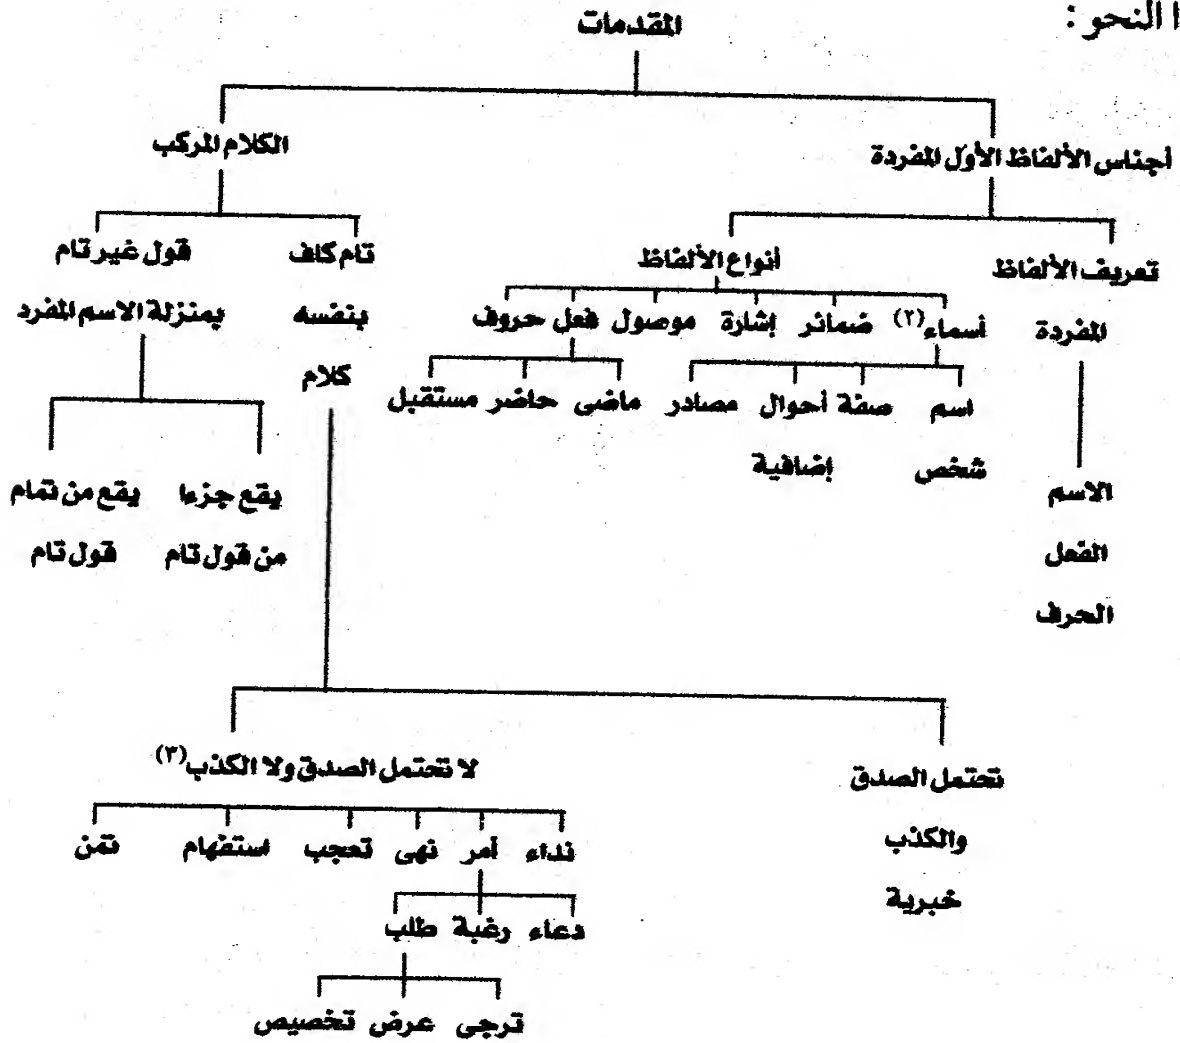 ا النحو :
المقدمات
أجناس الألفاظ الأول المفردة
الكلام المركب
تعريف الألفاظ
أنواع الألفاظ
تام كاف
قول غير تام
المفردة
أسماء(٢) ضمائر إشارة موصول فعل حروف
بنفسه
بمنزلة الاسم المفرد
كلام
اسم صفة أحوال مصادر
ماضى حاضر مستقبل
شخص
إضافية
الاسم
يقع جزءا
يقع من تمام
من قول تام
قول تام
الفعل
الحرف
تحتمل الصدق
لا تحتمل الصدق ولا الكذب(٣)
والكذب
نداء أمر نهى تعجب استفهام تمن
خبرية
دعاء رغبة طلب
ترجى عرض تخصيص